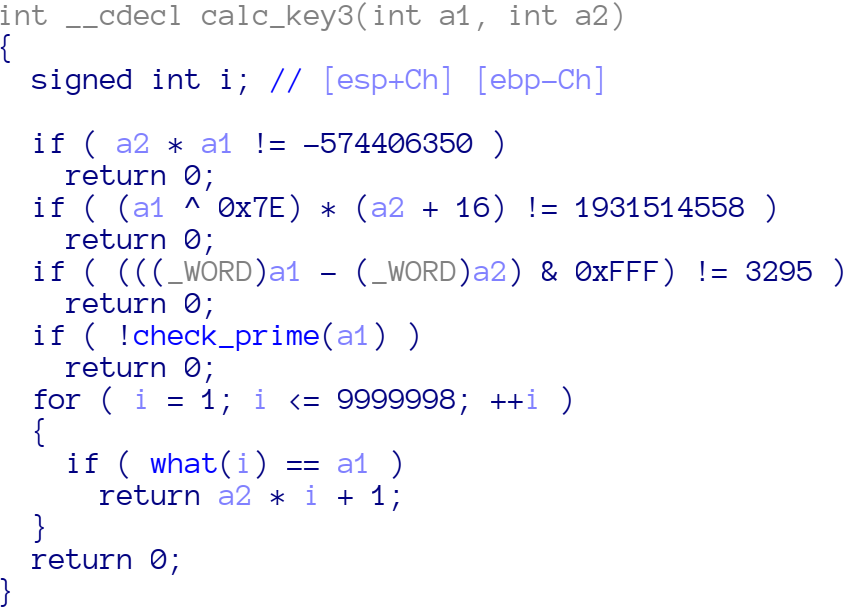 int __cdecl calc_key3(int a1, int a2)
{
  signed int i; // [esp+Ch] [ebp-Ch]

  if ( a2 * a1 != -574406350 )
    return 0;
  if ( (a1 ^ 0x7E) * (a2 + 16) != 1931514558 )
    return 0;
  if ( (((_WORD)a1 - (_WORD)a2) & 0xFFF) != 3295 )
    return 0;
  if ( !check_prime(a1) )
    return 0;
  for ( i = 1; i <= 9999998; ++i )
  {
    if ( what(i) == a1 )
      return a2 * i + 1;
  }
  return 0;
}